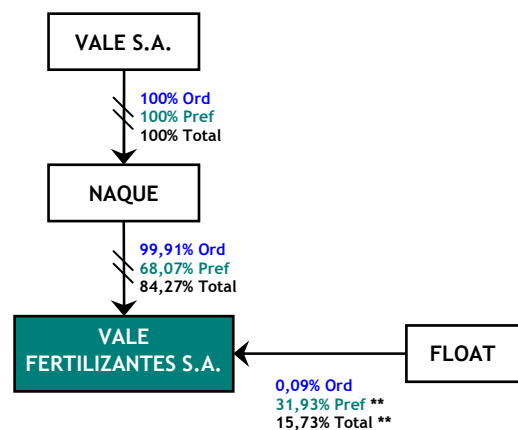 VALE S.A.
100% Ord
100% Pref
100% Total
NAQUE
99,91% Ord
68,07% Pref
84,27% Total
VALE
FERTILIZANTES S.A.
FLOAT
0,09% Ord
31,93% Pref **
15,73% Total **